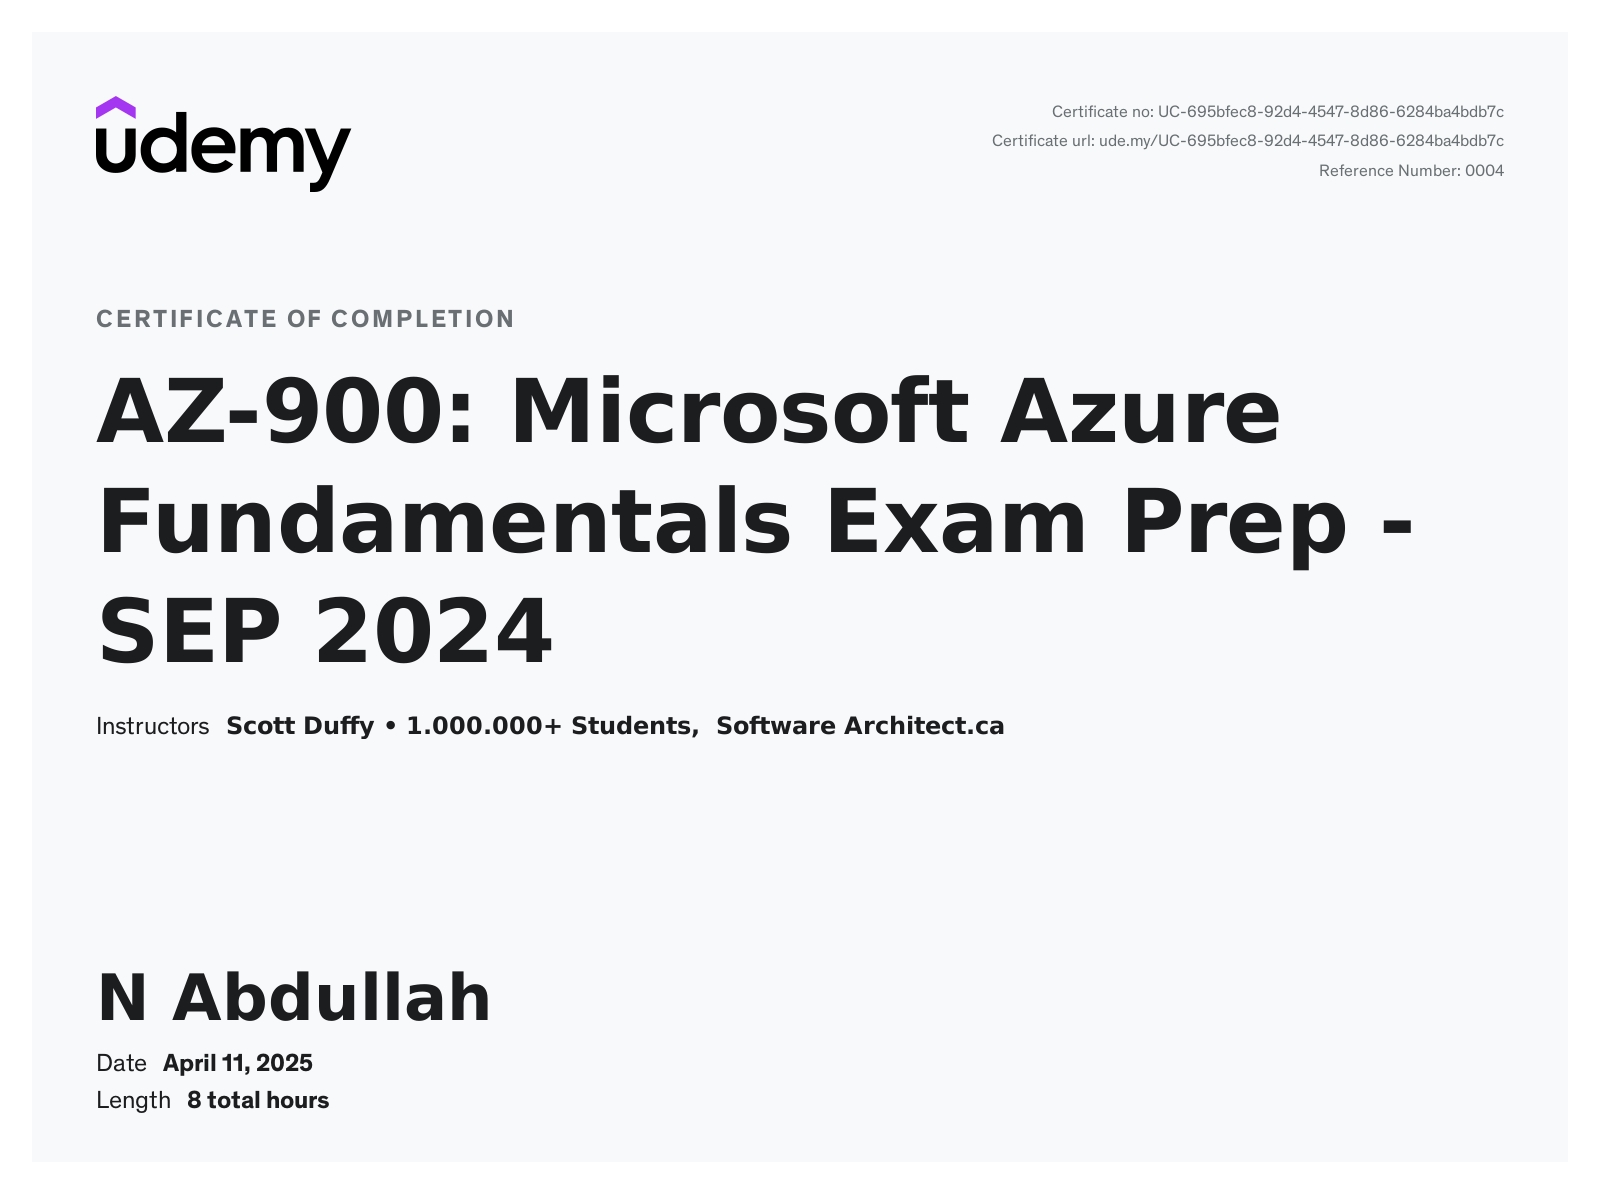 udemy
Certificate no: UC-695bfec8-92d4-4547-8d86-6284ba4bdb7c
Certificate url: ude.my/UC-695bfec8-92d4-4547-8d86-6284ba4bdb7c
Reference Number: 0004
CERTIFICATE OF COMPLETION
AZ-900: Microsoft Azure
Fundamentals Exam Prep -
SEP 2024
Instructors Scott Duffy • 1.000.000+ Students, Software Architect.ca
N Abdullah
Date April 11, 2025
Length 8 total hours